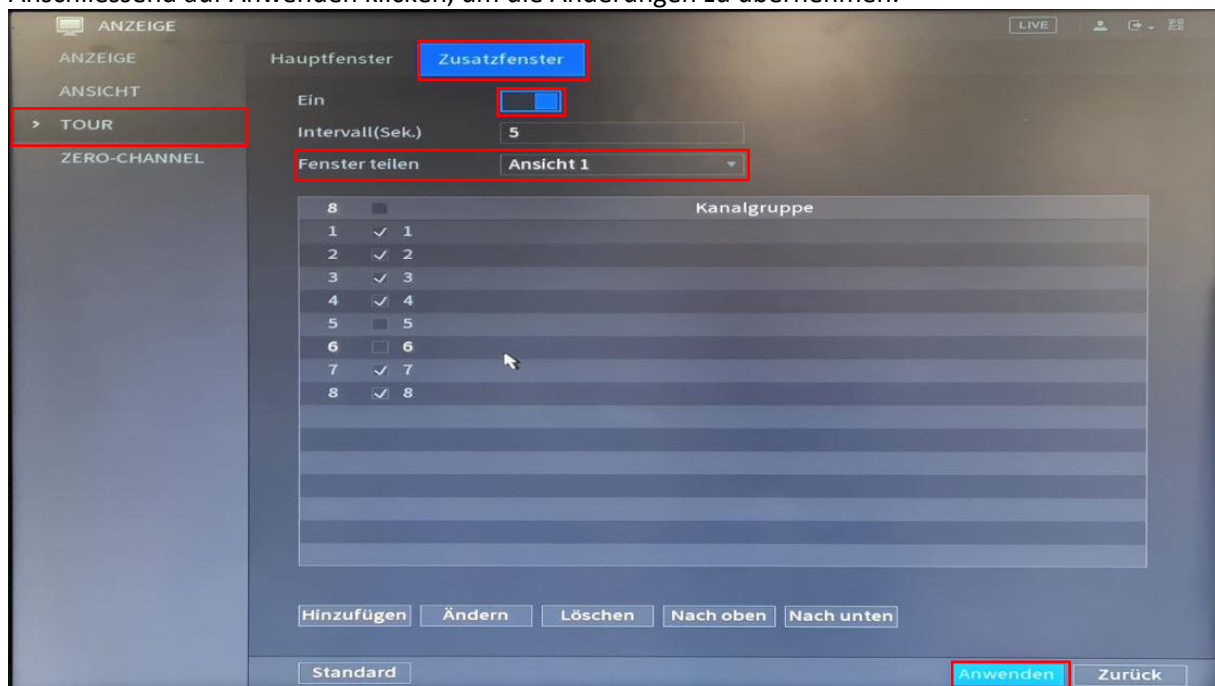 Anschliessend auf Anwenden klicken, um die Änderungen zu übernehmen.
ANZEIGE LIVE
ANZEIGE Hauptfenster Zusatzfenster
ANSICHT Ein
> TOUR Intervall(Sek.) 5
ZERO-CHANNEL Fenster teilen Ansicht 1
8 Kanalgruppe
1 1
2 2
3 3
4 4
5 5
6 6
7 7
8 8
Hinzufügen Ändern Löschen Nach oben Nach unten
Standard Anwenden Zurück